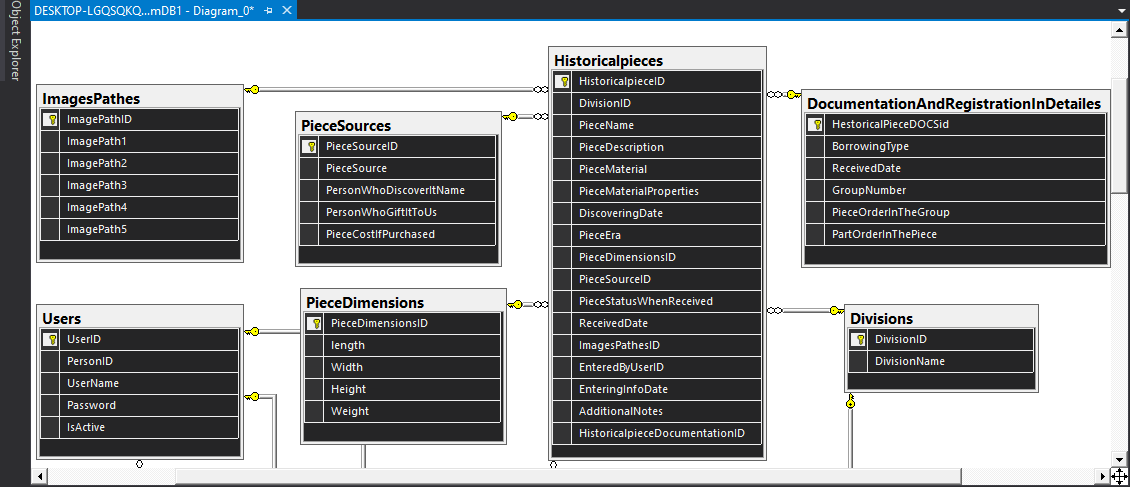 Object Explorer
DESKTOP-LGQSQKQ...mDB1 - Diagram_0*
ImagesPathes
ImagePathID
ImagePath1
ImagePath2
ImagePath3
ImagePath4
ImagePath5
PieceSources
PieceSourceID
PieceSource
PersonWhoDiscoverItName
PersonWhoGiftItToUs
PieceCostIfPurchased
Historicalpieces
HistoricalpieceID
DivisionID
PieceName
PieceDescription
PieceMaterial
PieceMaterialProperties
DiscoveringDate
PieceEra
PieceDimensionsID
PieceSourceID
PieceStatusWhenReceived
ReceivedDate
ImagesPathesID
EnteredByUserID
EnteringInfoDate
AdditionalNotes
HistoricalpieceDocumentationID
DocumentationAndRegistrationInDetailes
HestoricalPieceDOCSid
BorrowingType
ReceivedDate
GroupNumber
PieceOrderInTheGroup
PartOrderInThePiece
Users
UserID
PersonID
UserName
Password
IsActive
PieceDimensions
PieceDimensionsID
length
Width
Height
Weight
Divisions
DivisionID
DivisionName